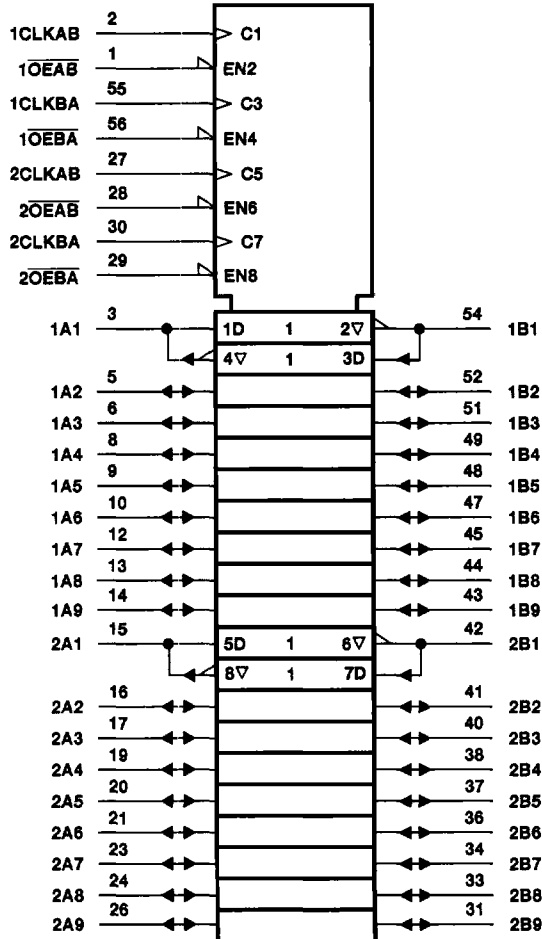 1CLKAB 2 C1
1O̅E̅A̅B̅ 1 EN2
1CLKBA 55 C3
1O̅E̅B̅A̅ 56 EN4
2CLKAB 27 C5
2O̅E̅A̅B̅ 28 EN6
2CLKBA 30 C7
2O̅E̅B̅A̅ 29 EN8
1A1 3 1D 1 2▽ 54 1B1
4▽ 1 3D
1A2 5 52 1B2
1A3 6 51 1B3
1A4 8 49 1B4
1A5 9 48 1B5
1A6 10 47 1B6
1A7 12 45 1B7
1A8 13 44 1B8
1A9 14 43 1B9
2A1 15 5D 1 6▽ 42 2B1
8▽ 1 7D
2A2 16 41 2B2
2A3 17 40 2B3
2A4 19 38 2B4
2A5 20 37 2B5
2A6 21 36 2B6
2A7 23 34 2B7
2A8 24 33 2B8
2A9 26 31 2B9